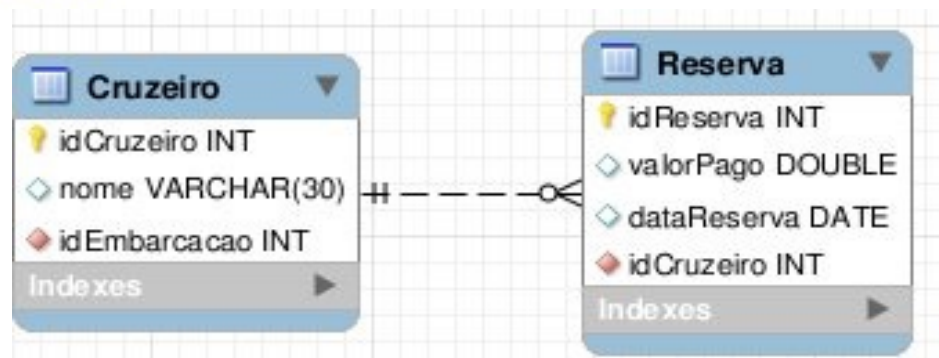 Cruzeiro
idCruzeiro INT
nome VARCHAR(30)
idEmbarcacao INT
Indexes
Reserva
idReserva INT
valorPago DOUBLE
dataReserva DATE
idCruzeiro INT
Indexes